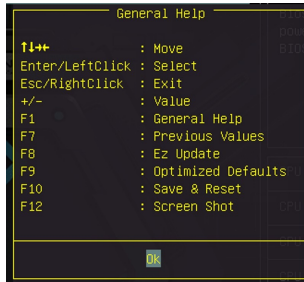 General Help
↑↓→← : Move
Enter/LeftClick : Select
Esc/RightClick : Exit
+/- : Value
F1 : General Help
F7 : Previous Values
F8 : Ez Update
F9 : Optimized Defaults
F10 : Save & Reset
F12 : Screen Shot
Ok